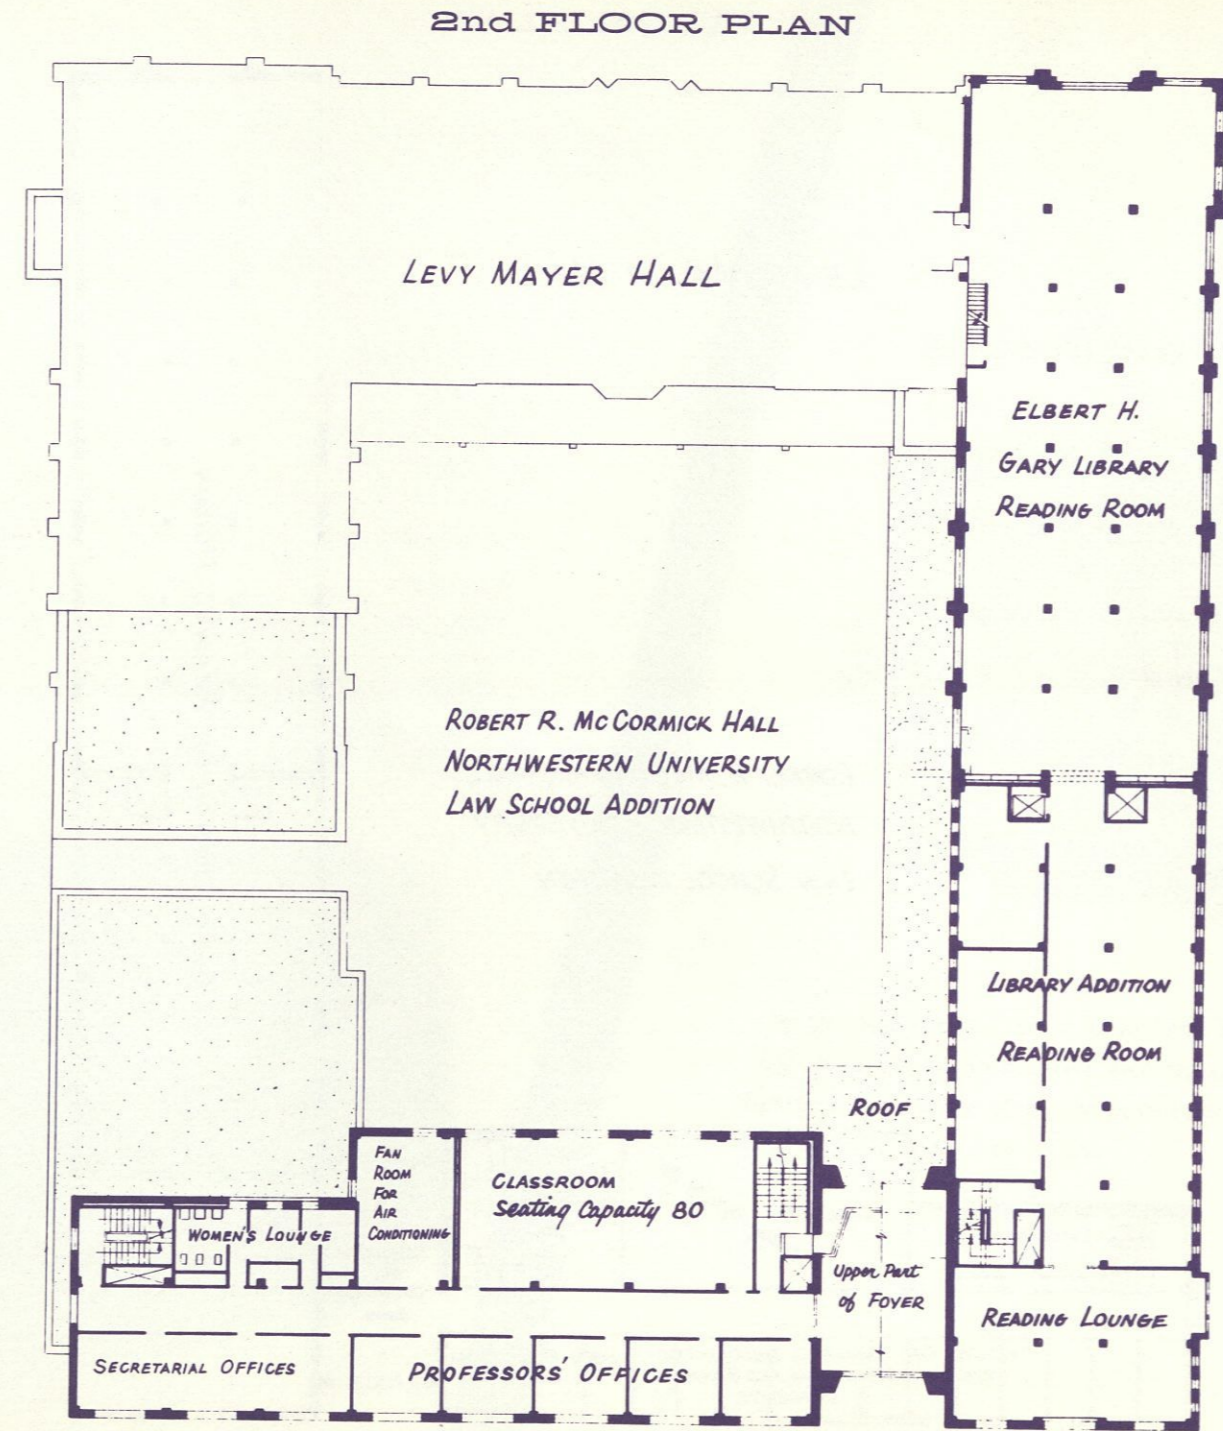 2nd FLOOR PLAN
LEVY MAYER HALL
ELBERT H.
GARY LIBRARY
READING ROOM
ROBERT R. MCCORMICK HALL
NORTHWESTERN UNIVERSITY
LAW SCHOOL ADDITION
LIBRARY ADDITION
READING ROOM
ROOF
FAN
ROOM
FOR
AIR
CONDITIONING
CLASSROOM
Seating Capacity 80
WOMEN'S LOUNGE
Upper Part
of FOYER
READING LOUNGE
SECRETARIAL OFFICES
PROFESSORS' OFFICES